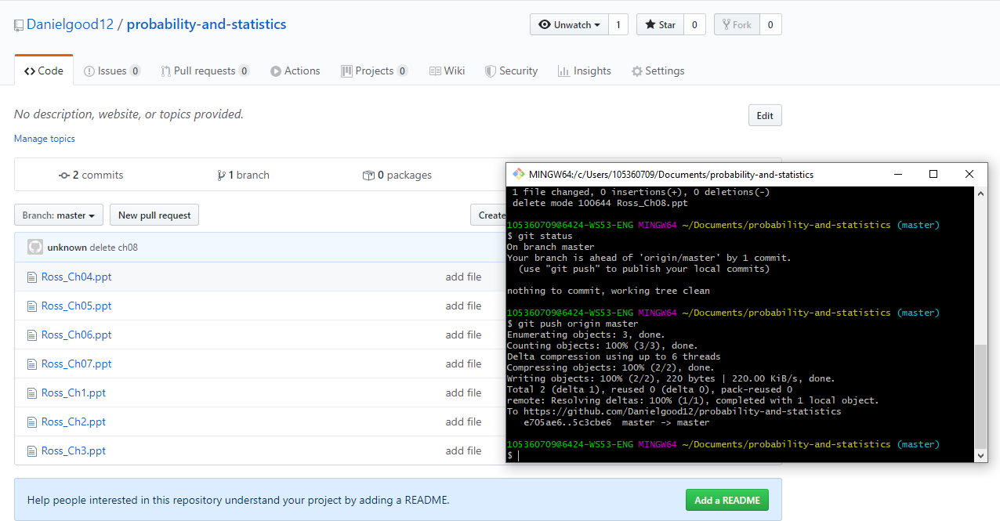 Danielgood12 / probability-and-statistics
Unwatch 1 Star 0 Fork 0
Code Issues 0 Pull requests 0 Actions Projects 0 Wiki Security Insights Settings
No description, website, or topics provided.
Edit
Manage topics
2 commits 1 branch 0 packages
Branch: master New pull request Create
unknown delete ch08
Ross_Ch04.ppt add file
Ross_Ch05.ppt add file
Ross_Ch06.ppt add file
Ross_Ch07.ppt add file
Ross_Ch1.ppt add file
Ross_Ch2.ppt add file
Ross_Ch3.ppt add file
Help people interested in this repository understand your project by adding a README.
Add a README
MINGW64:/c/Users/105360709/Documents/probability-and-statistics
1 file changed, 0 insertions(+), 0 deletions(-)
delete mode 100644 Ross_Ch08.ppt
105360709@6424-WS53-ENG MINGW64 ~/Documents/probability-and-statistics (master)
$ git status
On branch master
Your branch is ahead of 'origin/master' by 1 commit.
(use "git push" to publish your local commits)
nothing to commit, working tree clean
105360709@6424-WS53-ENG MINGW64 ~/Documents/probability-and-statistics (master)
$ git push origin master
Enumerating objects: 3, done.
Counting objects: 100% (3/3), done.
Delta compression using up to 6 threads
Compressing objects: 100% (2/2), done.
Writing objects: 100% (2/2), 220 bytes | 220.00 KiB/s, done.
Total 2 (delta 1), reused 0 (delta 0), pack-reused 0
remote: Resolving deltas: 100% (1/1), completed with 1 local object.
To https://github.com/Danielgood12/probability-and-statistics
e705ae6..5c3cbe6 master -> master
105360709@6424-WS53-ENG MINGW64 ~/Documents/probability-and-statistics (master)
$